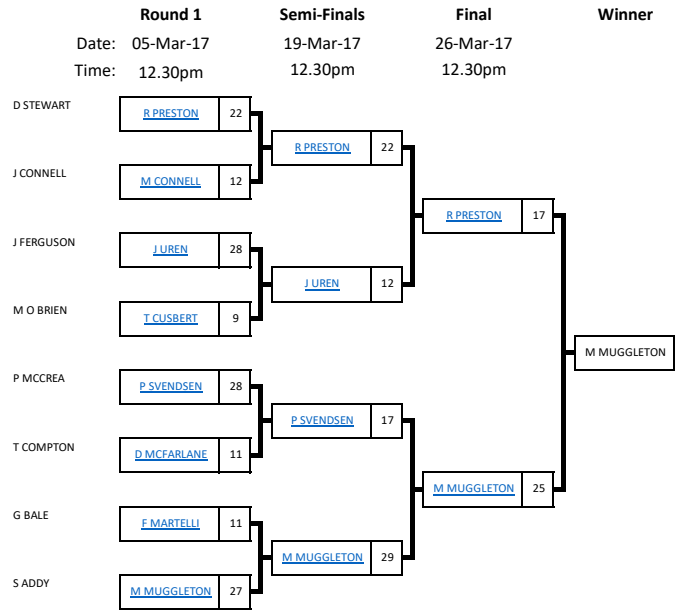 Round 1 Semi-Finals Final Winner
Date: 05-Mar-17 19-Mar-17 26-Mar-17
Time: 12.30pm 12.30pm 12.30pm
D STEWART R PRESTON 22
R PRESTON 22
J CONNELL M CONNELL 12
R PRESTON 17
J FERGUSON J UREN 28
J UREN 12
M O BRIEN T CUSBERT 9
M MUGGLETON
P MCCREA P SVENDSEN 28
P SVENDSEN 17
T COMPTON D MCFARLANE 11
M MUGGLETON 25
G BALE F MARTELLI 11
M MUGGLETON 29
S ADDY M MUGGLETON 27